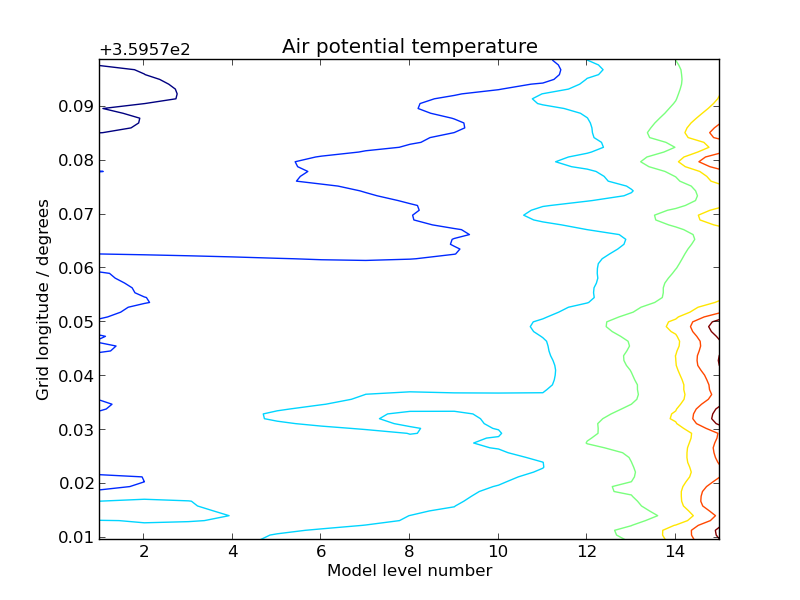 +3.5957e2
Air potential temperature
0.09
0.08
0.07
0.06
0.05
0.04
0.03
0.02
0.01
Grid longitude / degrees
2 4 6 8 10 12 14
Model level number